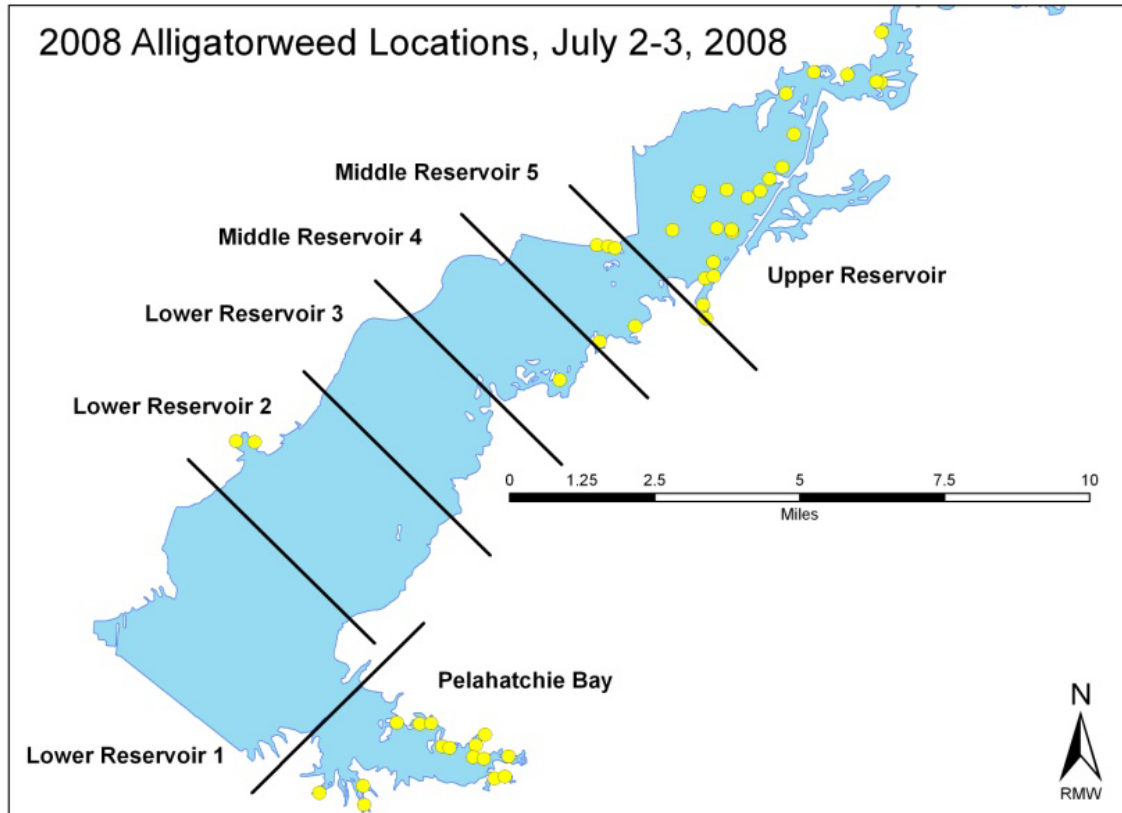 2008 Alligatorweed Locations, July 2-3, 2008
Middle Reservoir 5
Middle Reservoir 4
Upper Reservoir
Lower Reservoir 3
Lower Reservoir 2
0 1.25 2.5 5 7.5 10
Miles
Pelahatchie Bay
Lower Reservoir 1
N
RMW